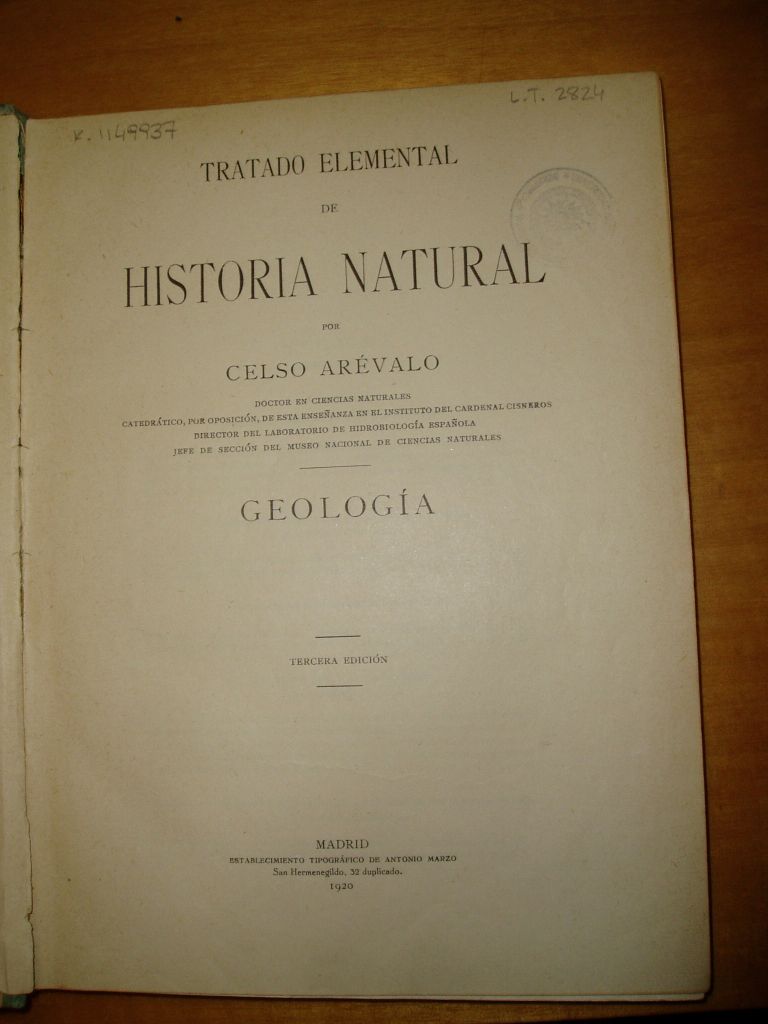 K. 1149937
L.T. 2824
TRATADO ELEMENTAL
DE
HISTORIA NATURAL
POR
CELSO ARÉVALO
DOCTOR EN CIENCIAS NATURALES
CATEDRÁTICO, POR OPOSICIÓN, DE ESTA ENSEÑANZA EN EL INSTITUTO DEL CARDENAL CISNEROS
DIRECTOR DEL LABORATORIO DE HIDROBIOLOGÍA ESPAÑOLA
JEFE DE SECCIÓN DEL MUSEO NACIONAL DE CIENCIAS NATURALES
GEOLOGÍA
TERCERA EDICIÓN
MADRID
ESTABLECIMIENTO TIPOGRÁFICO DE ANTONIO MARZO
San Hermenegildo, 32 duplicado.
1920